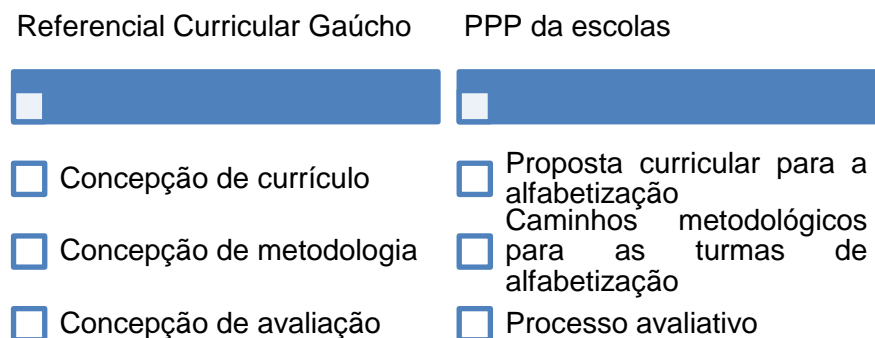 Referencial Curricular Gaúcho
PPP da escolas
Concepção de currículo
Concepção de metodologia
Concepção de avaliação
Proposta curricular para a
alfabetização
Caminhos metodológicos
para as turmas de
alfabetização
Processo avaliativo